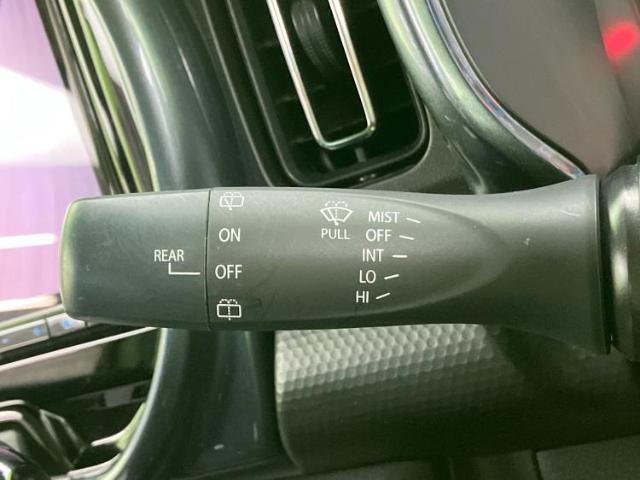 REAR
ON
OFF
PULL
MIST
OFF
INT
LO
HI